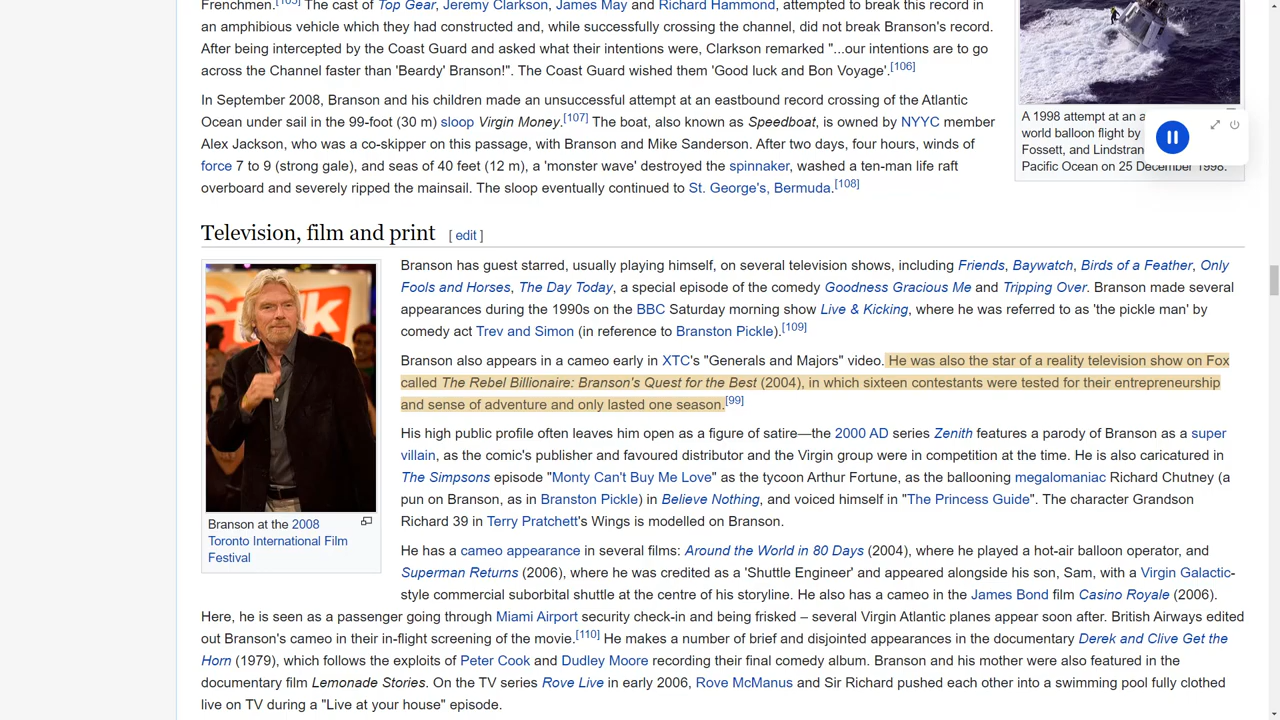 Frenchmen.[105] The cast of Top Gear, Jeremy Clarkson, James May and Richard Hammond, attempted to break this record in
an amphibious vehicle which they had constructed and, while successfully crossing the channel, did not break Branson's record.
After being intercepted by the Coast Guard and asked what their intentions were, Clarkson remarked "...our intentions are to go
across the Channel faster than 'Beardy' Branson!". The Coast Guard wished them 'Good luck and Bon Voyage'.[106]
In September 2008, Branson and his children made an unsuccessful attempt at an eastbound record crossing of the Atlantic
Ocean under sail in the 99-foot (30 m) sloop Virgin Money.[107] The boat, also known as Speedboat, is owned by NYYC member
Alex Jackson, who was a co-skipper on this passage, with Branson and Mike Sanderson. After two days, four hours, winds of
force 7 to 9 (strong gale), and seas of 40 feet (12 m), a 'monster wave' destroyed the spinnaker, washed a ten-man life raft
overboard and severely ripped the mainsail. The sloop eventually continued to St. George's, Bermuda.[108]
A 1998 attempt at an a
world balloon flight by
Fossett, and Lindstran
Pacific Ocean on 25 December 1998.
Television, film and print [ edit ]
Branson at the 2008
Toronto International Film
Festival
Branson has guest starred, usually playing himself, on several television shows, including Friends, Baywatch, Birds of a Feather, Only
Fools and Horses, The Day Today, a special episode of the comedy Goodness Gracious Me and Tripping Over. Branson made several
appearances during the 1990s on the BBC Saturday morning show Live & Kicking, where he was referred to as 'the pickle man' by
comedy act Trev and Simon (in reference to Branston Pickle).[109]
Branson also appears in a cameo early in XTC's "Generals and Majors" video. He was also the star of a reality television show on Fox
called The Rebel Billionaire: Branson's Quest for the Best (2004), in which sixteen contestants were tested for their entrepreneurship
and sense of adventure and only lasted one season.[99]
His high public profile often leaves him open as a figure of satire—the 2000 AD series Zenith features a parody of Branson as a super
villain, as the comic's publisher and favoured distributor and the Virgin group were in competition at the time. He is also caricatured in
The Simpsons episode "Monty Can't Buy Me Love" as the tycoon Arthur Fortune, as the ballooning megalomaniac Richard Chutney (a
pun on Branson, as in Branston Pickle) in Believe Nothing, and voiced himself in "The Princess Guide". The character Grandson
Richard 39 in Terry Pratchett's Wings is modelled on Branson.
He has a cameo appearance in several films: Around the World in 80 Days (2004), where he played a hot-air balloon operator, and
Superman Returns (2006), where he was credited as a 'Shuttle Engineer' and appeared alongside his son, Sam, with a Virgin Galactic-
style commercial suborbital shuttle at the centre of his storyline. He also has a cameo in the James Bond film Casino Royale (2006).
Here, he is seen as a passenger going through Miami Airport security check-in and being frisked – several Virgin Atlantic planes appear soon after. British Airways edited
out Branson's cameo in their in-flight screening of the movie.[110] He makes a number of brief and disjointed appearances in the documentary Derek and Clive Get the
Horn (1979), which follows the exploits of Peter Cook and Dudley Moore recording their final comedy album. Branson and his mother were also featured in the
documentary film Lemonade Stories. On the TV series Rove Live in early 2006, Rove McManus and Sir Richard pushed each other into a swimming pool fully clothed
live on TV during a "Live at your house" episode.